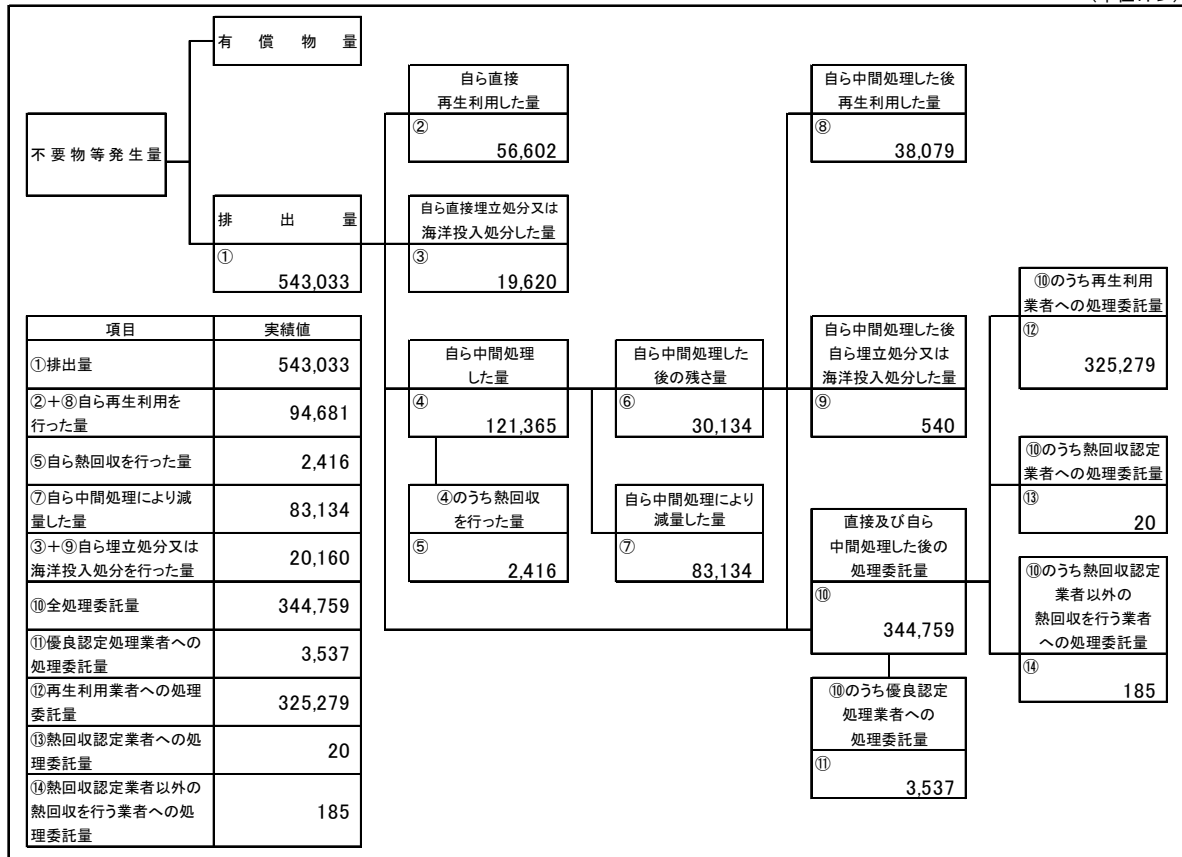 有償物量
自ら直接
再生利用した量
②
56,602
自ら中間処理した後
再生利用した量
⑧
38,079
不要物等発生量
排出量
①
543,033
自ら直接埋立処分又は
海洋投入処分した量
③
19,620
⑩のうち再生利用
業者への処理委託量
⑫
325,279
項目 実績値
①排出量 543,033
②+⑧自ら再生利用を
行った量
94,681
⑤自ら熱回収を行った量 2,416
⑦自ら中間処理により減
量した量
83,134
③+⑨自ら埋立処分又は
海洋投入処分を行った量
20,160
⑩全処理委託量 344,759
⑪優良認定処理業者への
処理委託量
3,537
⑫再生利用業者への処理
委託量
325,279
⑬熱回収認定業者への処
理委託量
20
⑭熱回収認定業者以外の
熱回収を行う業者への処
理委託量
185
自ら中間処理
した量
④
121,365
自ら中間処理した
後の残さ量
⑥
30,134
自ら中間処理した後
自ら埋立処分又は
海洋投入処分した量
⑨
540
④のうち熱回収
を行った量
⑤
2,416
自ら中間処理により
減量した量
⑦
83,134
直接及び自ら
中間処理した後の
処理委託量
⑩
344,759
⑩のうち熱回収認定
業者への処理委託量
⑬
20
⑩のうち熱回収認定
業者以外の
熱回収を行う業者
への処理委託量
⑭
185
⑩のうち優良認定
処理業者への
処理委託量
⑪
3,537